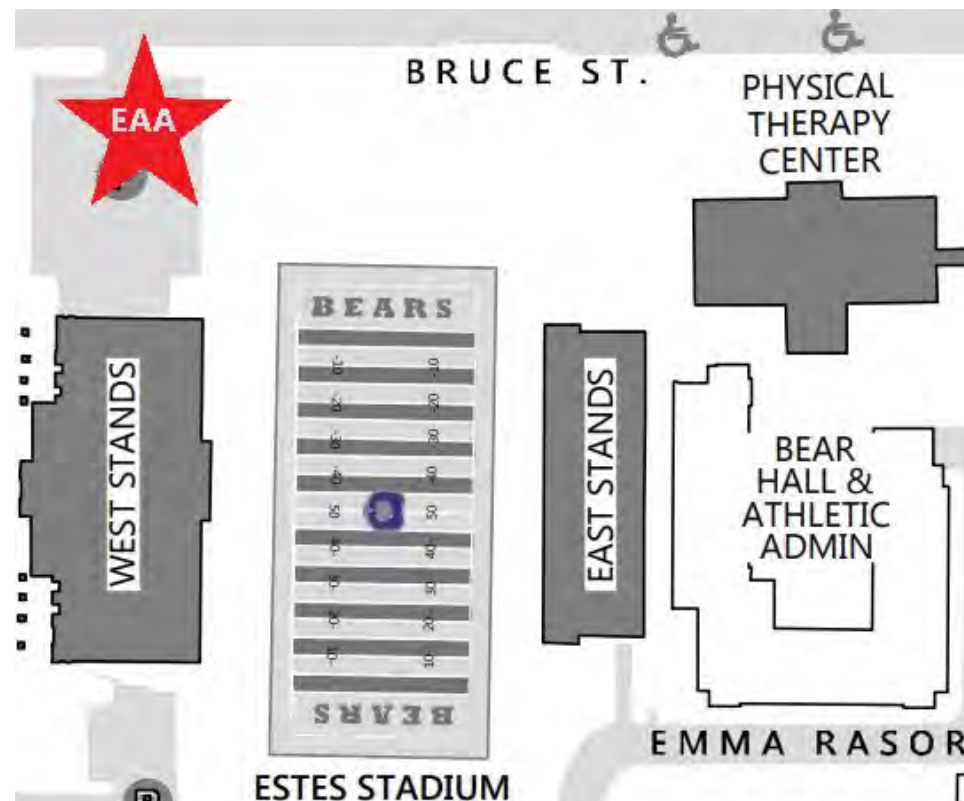 BRUCE ST.
EAA
PHYSICAL
THERAPY
CENTER
BEARS
-10 -10
-20 -20
-30 -30
-40 -40
50 50
-40 40-
-30 30-
-20 20-
-10 10-
BEARS
WEST STANDS
EAST STANDS
BEAR
HALL &
ATHLETIC
ADMIN
EMMA RASOR
ESTES STADIUM